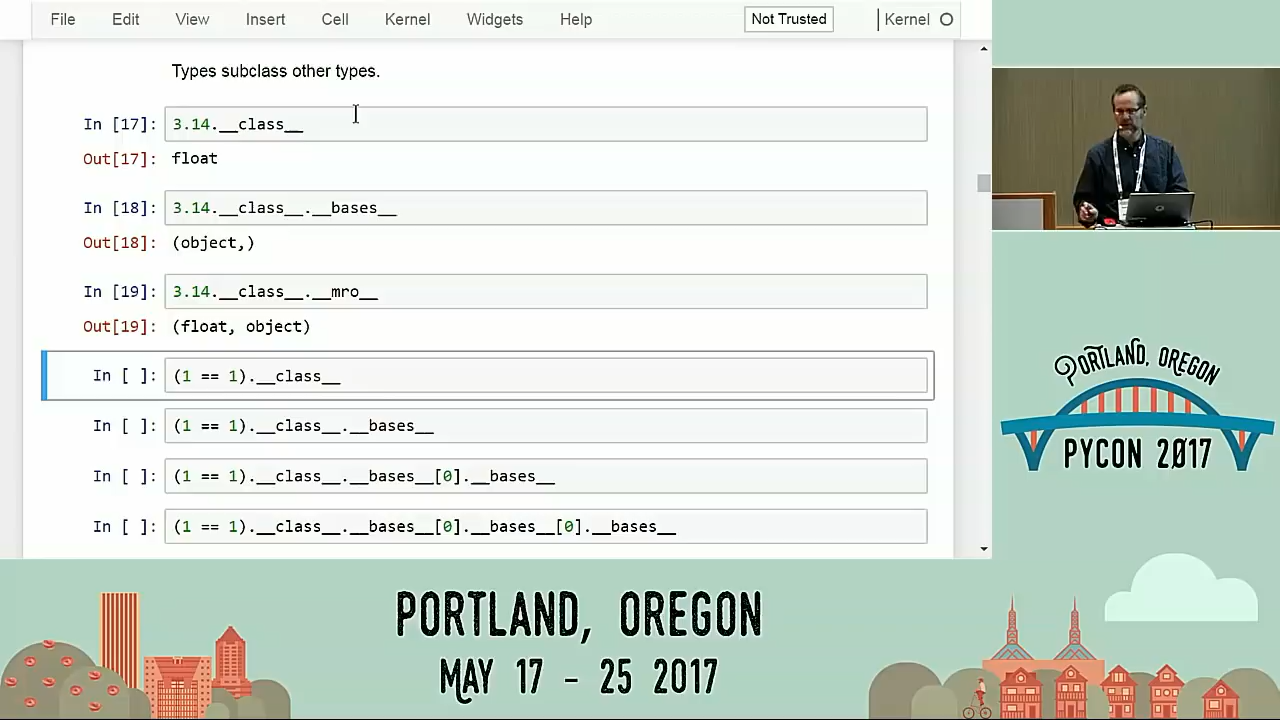 File Edit View Insert Cell Kernel Widgets Help Not Trusted Kernel
Types subclass other types.
In [17]: 3.14.__class__
Out[17]: float
In [18]: 3.14.__class__.__bases__
Out[18]: (object,)
In [19]: 3.14.__class__.__mro__
Out[19]: (float, object)
In [ ]: (1 == 1).__class__
In [ ]: (1 == 1).__class__.__bases__
In [ ]: (1 == 1).__class__.__bases__[0].__bases__
In [ ]: (1 == 1).__class__.__bases__[0].__bases__[0].__bases__
PORTLAND, OREGON
PYCON 2017
PORTLAND, OREGON
MAY 17 - 25 2017